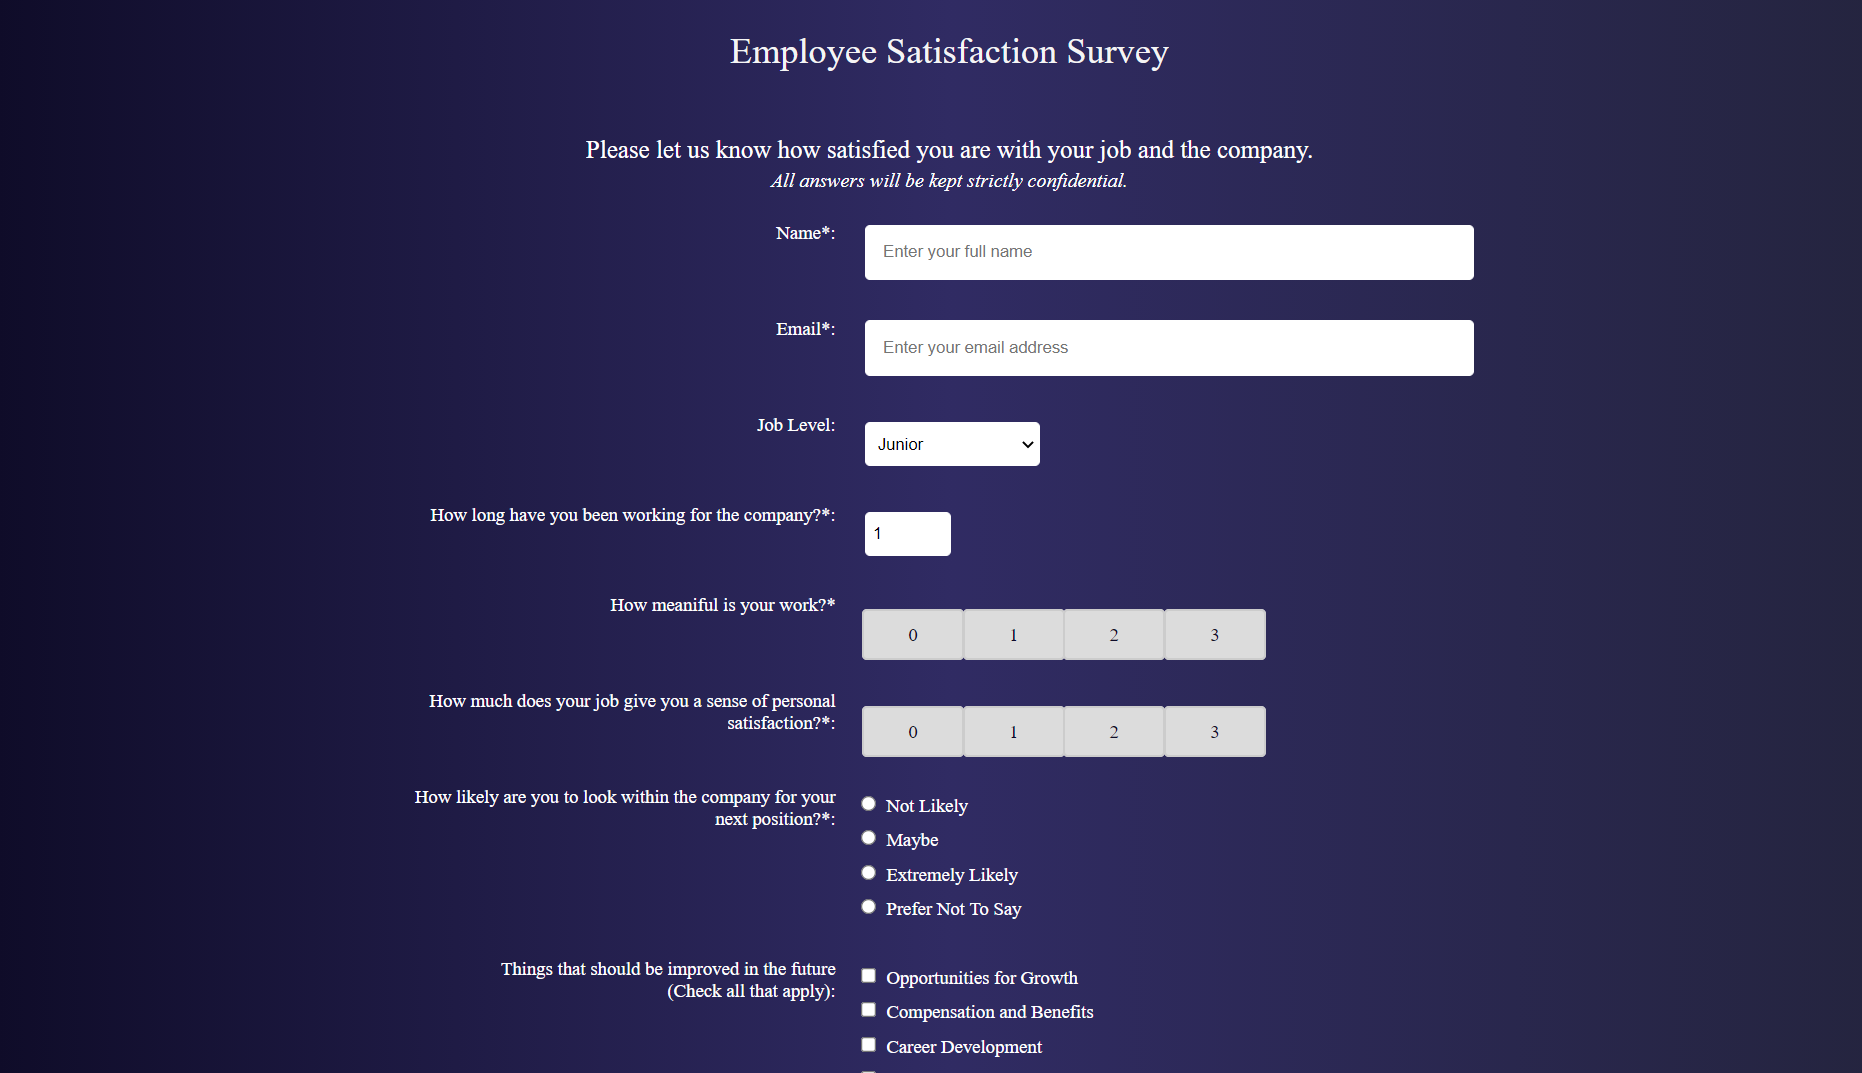 Employee Satisfaction Survey
Please let us know how satisfied you are with your job and the company.
All answers will be kept strictly confidential.
Name*:
Enter your full name
Email*:
Enter your email address
Job Level:
Junior
How long have you been working for the company?*:
1
How meaniful is your work?*
0 1 2 3
How much does your job give you a sense of personal
satisfaction?*:
0 1 2 3
How likely are you to look within the company for your
next position?*:
Not Likely
Maybe
Extremely Likely
Prefer Not To Say
Things that should be improved in the future
(Check all that apply):
Opportunities for Growth
Compensation and Benefits
Career Development